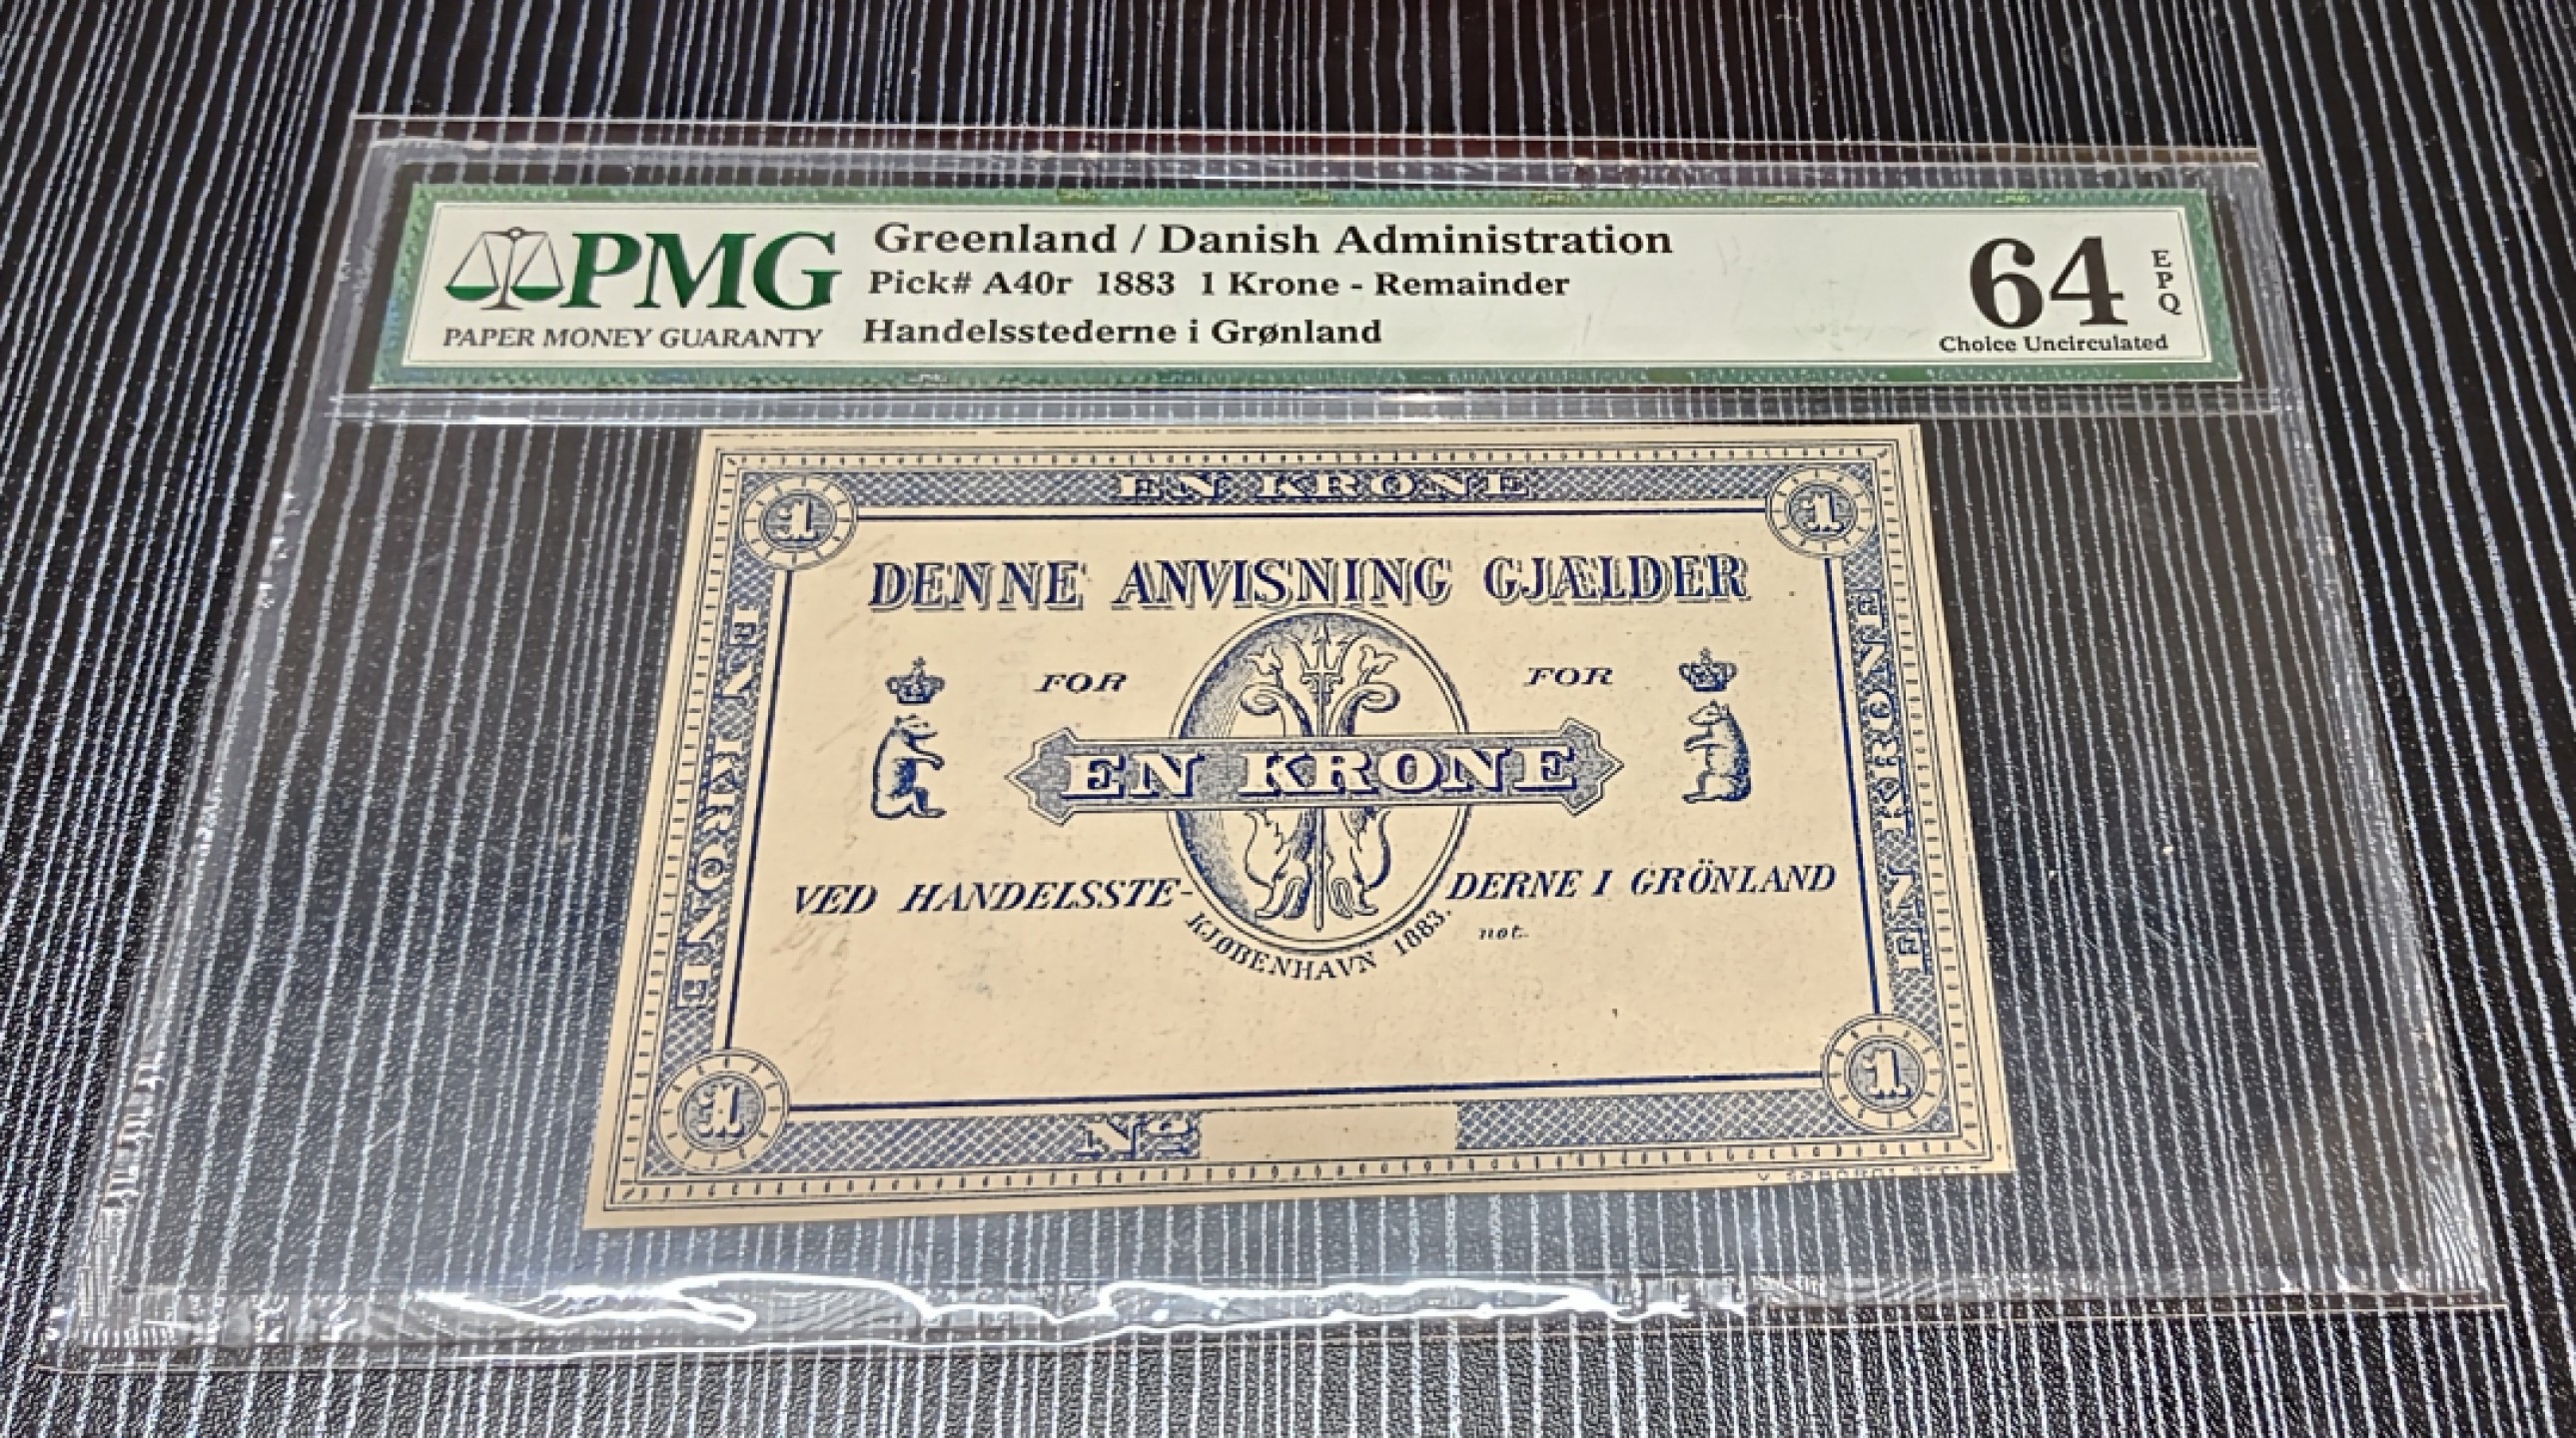 PMG
PAPER MONEY GUARANTY
Greenland / Danish Administration
Pick# A40r 1883 1 Krone - Remainder
Handelsstederne i Grønland
64 EPQ
Choice Uncirculated
EN KRONE
1
1
DENNE ANVISNING GJÆLDER
FOR
FOR
EN KRONE
EN KRONE
EN KRONE
VED HANDELSSTE- DERNE I GRÖNLAND
KJØBENHAVN 1883.
not.
1
1
Nº